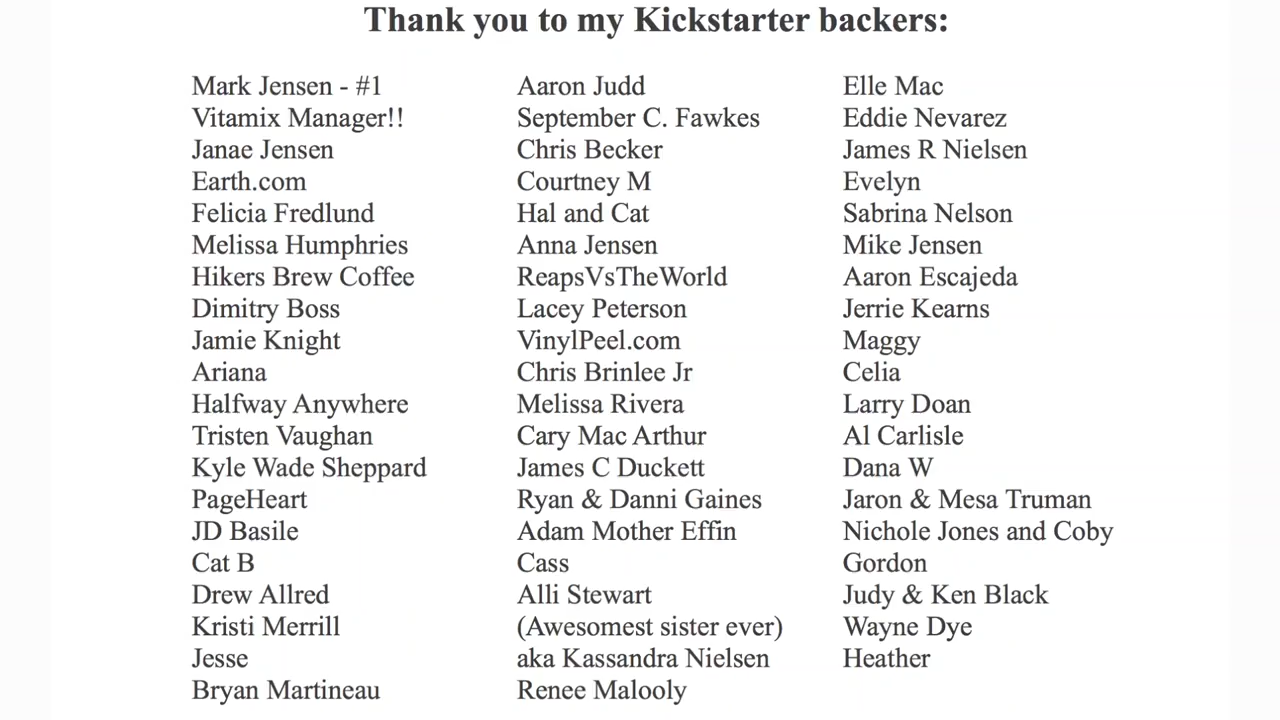 Thank you to my Kickstarter backers:
Mark Jensen - #1
Vitamix Manager!!
Janae Jensen
Earth.com
Felicia Fredlund
Melissa Humphries
Hikers Brew Coffee
Dimitry Boss
Jamie Knight
Ariana
Halfway Anywhere
Tristen Vaughan
Kyle Wade Sheppard
PageHeart
JD Basile
Cat B
Drew Allred
Kristi Merrill
Jesse
Bryan Martineau
Aaron Judd
September C. Fawkes
Chris Becker
Courtney M
Hal and Cat
Anna Jensen
ReapsVsTheWorld
Lacey Peterson
VinylPeel.com
Chris Brinlee Jr
Melissa Rivera
Cary Mac Arthur
James C Duckett
Ryan & Danni Gaines
Adam Mother Effin
Cass
Alli Stewart
(Awesomest sister ever)
aka Kassandra Nielsen
Renee Malooly
Elle Mac
Eddie Nevarez
James R Nielsen
Evelyn
Sabrina Nelson
Mike Jensen
Aaron Escajeda
Jerrie Kearns
Maggy
Celia
Larry Doan
Al Carlisle
Dana W
Jaron & Mesa Truman
Nichole Jones and Coby
Gordon
Judy & Ken Black
Wayne Dye
Heather